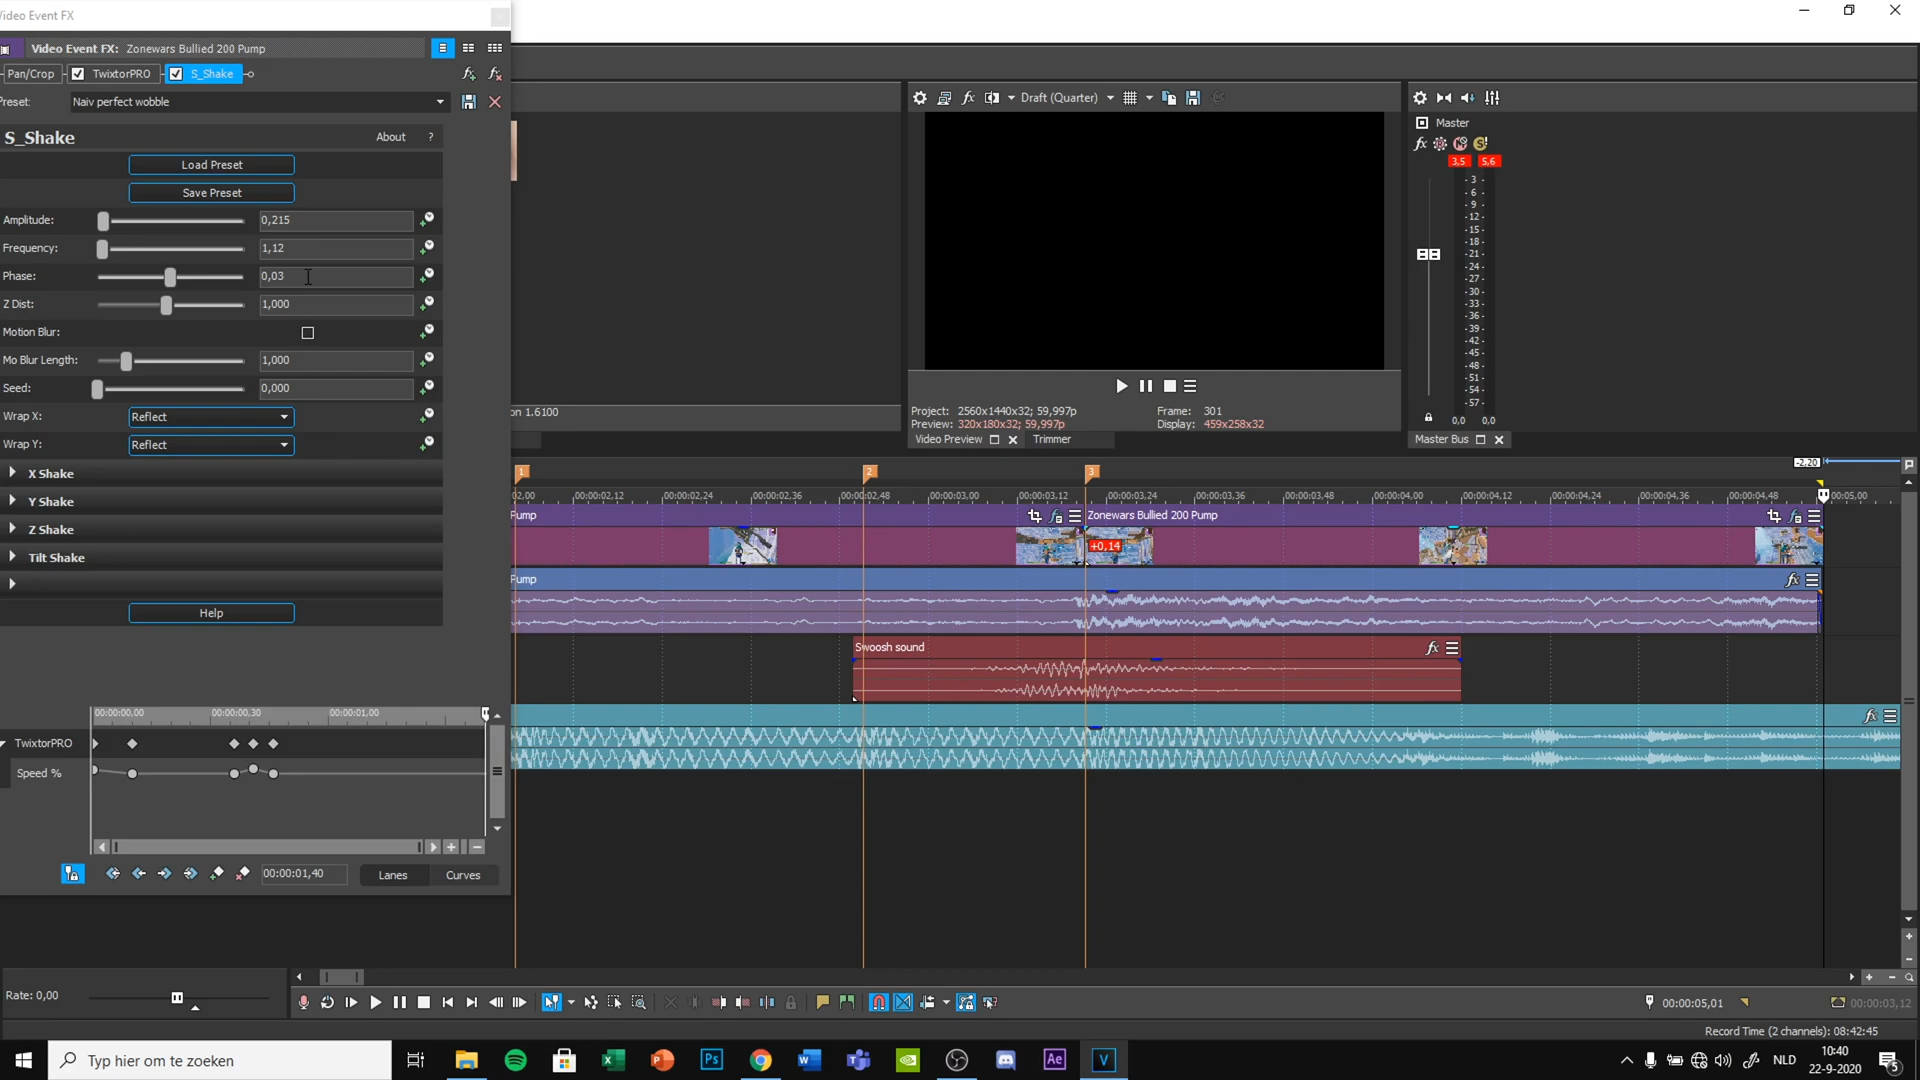 Video Event FX
Video Event FX: Zonewars Bullied 200 Pump
Pan/Crop TwixtorPRO S_Shake
Preset: Naiv perfect wobble
S_Shake About ?
Load Preset
Save Preset
Amplitude: 0,215
Frequency: 1,12
Phase: 0,03
Z Dist: 1,000
Motion Blur:
Mo Blur Length: 1,000
Seed: 0,000
Wrap X: Reflect
Wrap Y: Reflect
X Shake
Y Shake
Z Shake
Tilt Shake
Help
00:00:00,00 00:00:00,30 00:00:01,00
TwixtorPRO
Speed %
00:00:01,40 Lanes Curves
Rate: 0,00
on 1.6100
Draft (Quarter)
Project: 2560x1440x32; 59,997p
Preview: 320x180x32; 59,997p
Frame: 301
Display: 459x258x32
Video Preview Trimmer
Master
3,5 5,6
- 3 -
- 6 -
- 9 -
-12-
-15-
-18-
-21-
-24-
-27-
-30-
-33-
-36-
-39-
-42-
-45-
-48-
-51-
-54-
-57-
0,0 0,0
Master Bus
1 2 3 -2,20
02,00 00:00:02,12 00:00:02,24 00:00:02,36 00:00:02,48 00:00:03,00 00:00:03,12 00:00:03,24 00:00:03,36 00:00:03,48 00:00:04,00 00:00:04,12 00:00:04,24 00:00:04,36 00:00:04,48 00:00:05,00
Pump Zonewars Bullied 200 Pump
+0,14
Pump fx
Swoosh sound fx
fx
00:00:05,01 00:00:03,12
Record Time (2 channels): 08:42:45
Typ hier om te zoeken
Ps Ae V
NLD 10:40
22-9-2020
5